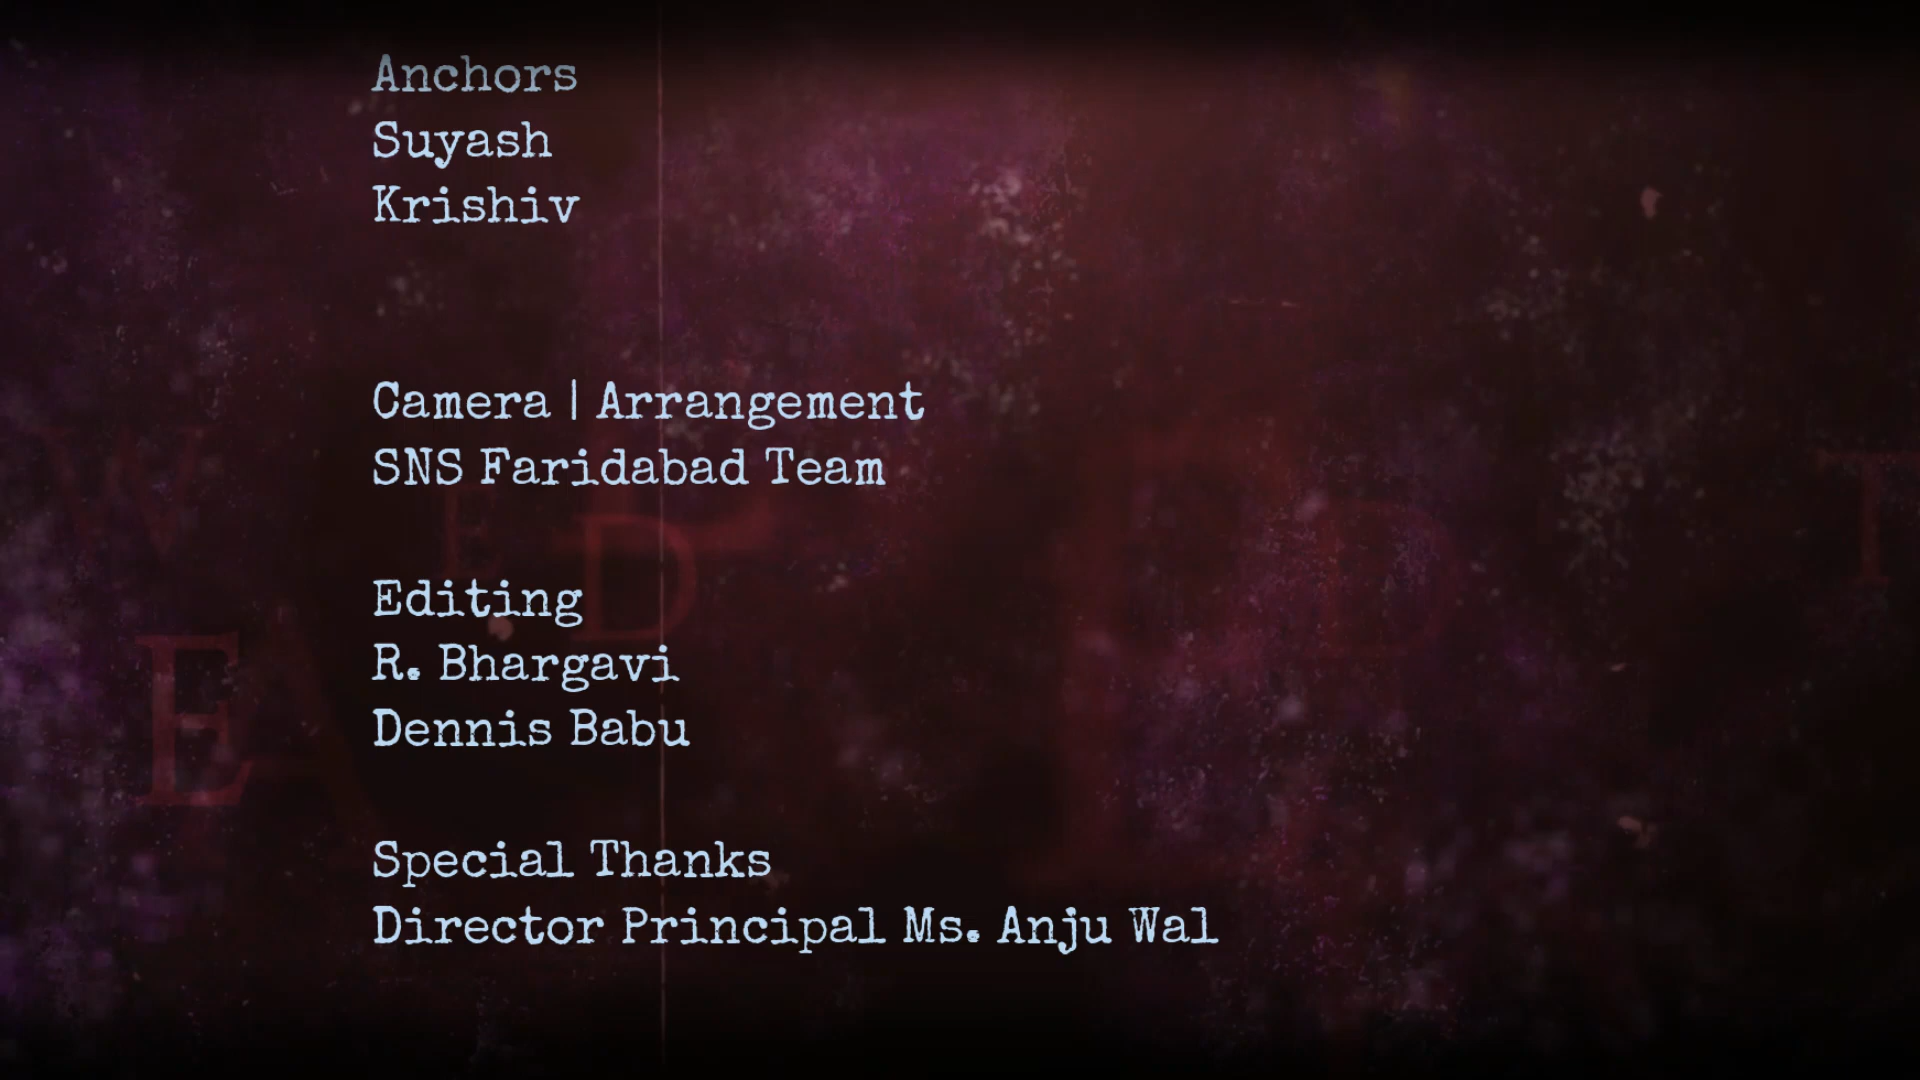 Anchors
Suyash
Krishiv
Camera | Arrangement
SNS Faridabad Team
Editing
R. Bhargavi
Dennis Babu
Special Thanks
Director Principal Ms. Anju Wal